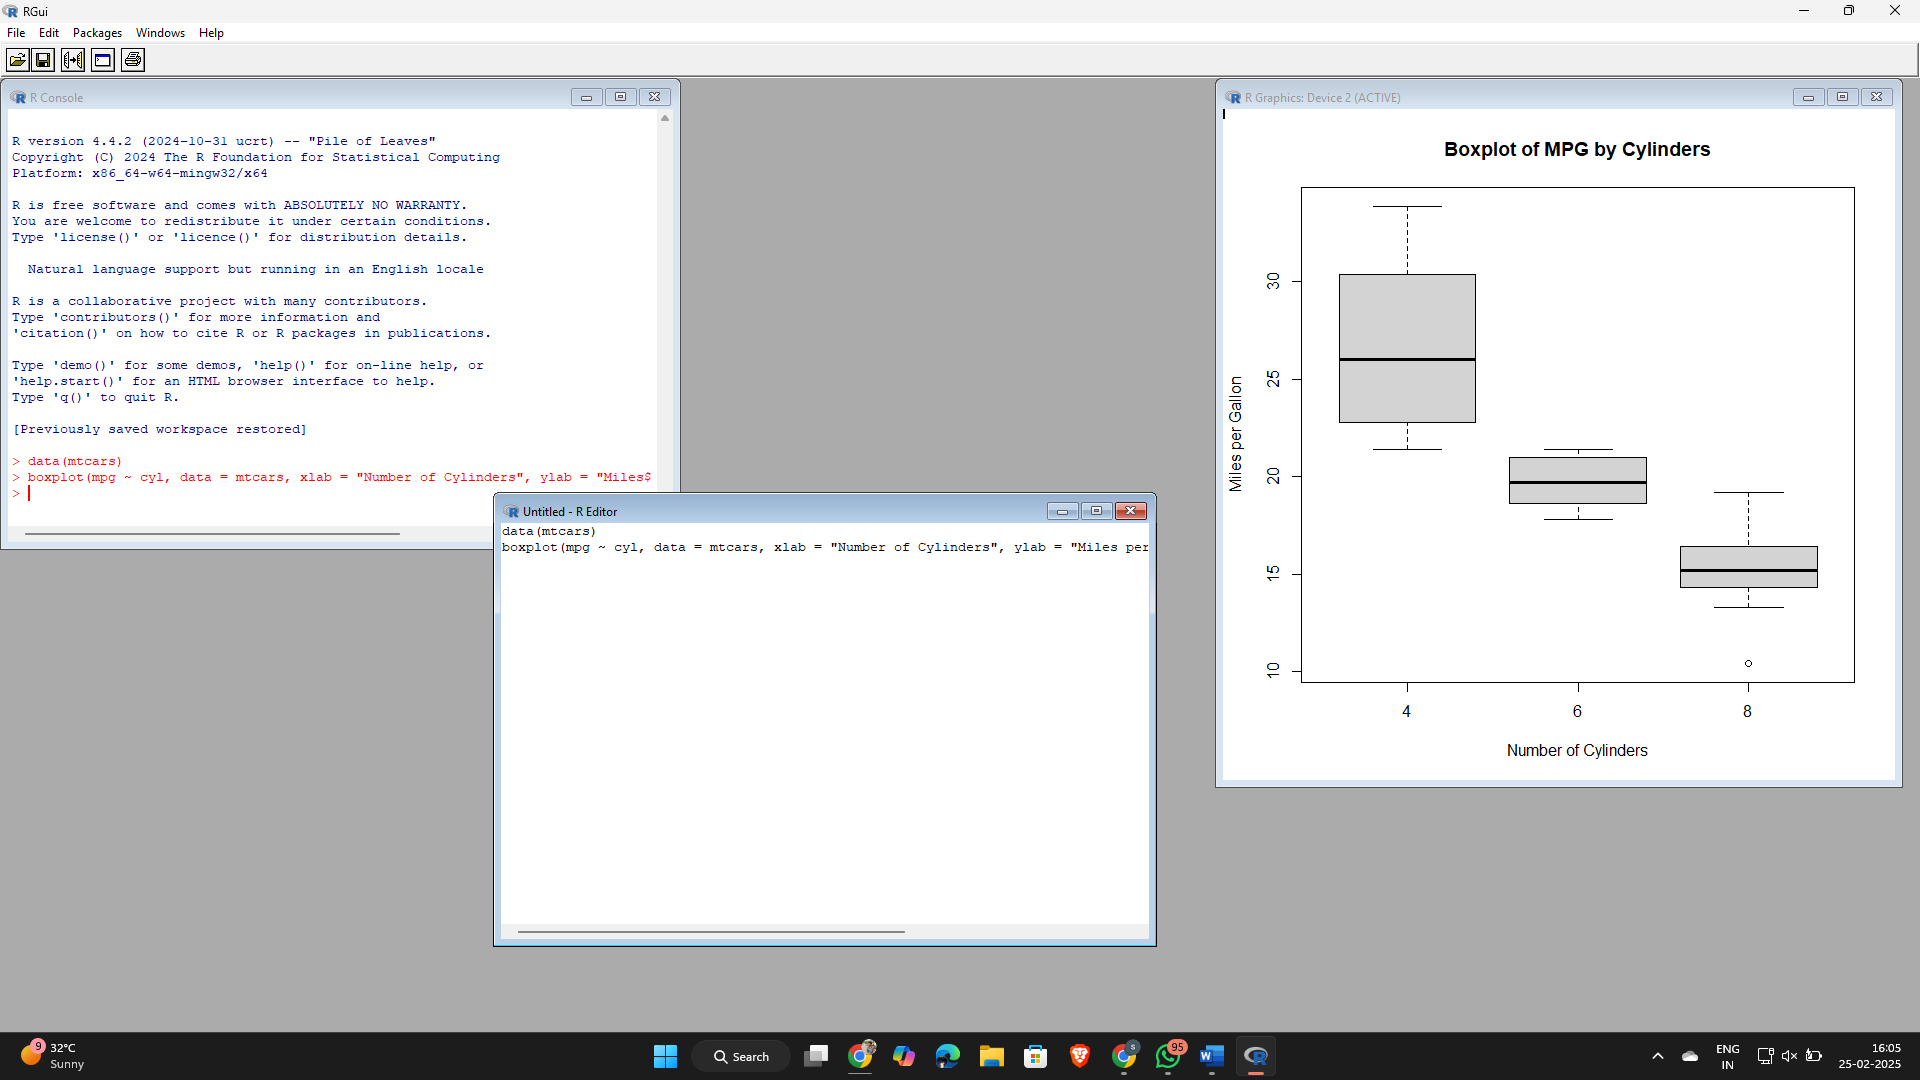 RGui
File Edit Packages Windows Help
R Console
R version 4.4.2 (2024-10-31 ucrt) -- "Pile of Leaves"
Copyright (C) 2024 The R Foundation for Statistical Computing
Platform: x86_64-w64-mingw32/x64
R is free software and comes with ABSOLUTELY NO WARRANTY.
You are welcome to redistribute it under certain conditions.
Type 'license()' or 'licence()' for distribution details.
Natural language support but running in an English locale
R is a collaborative project with many contributors.
Type 'contributors()' for more information and
'citation()' on how to cite R or R packages in publications.
Type 'demo()' for some demos, 'help()' for on-line help, or
'help.start()' for an HTML browser interface to help.
Type 'q()' to quit R.
[Previously saved workspace restored]
> data(mtcars)
> boxplot(mpg ~ cyl, data = mtcars, xlab = "Number of Cylinders", ylab = "Miles$
>
Untitled - R Editor
data(mtcars)
boxplot(mpg ~ cyl, data = mtcars, xlab = "Number of Cylinders", ylab = "Miles per
R Graphics: Device 2 (ACTIVE)
Boxplot of MPG by Cylinders
Miles per Gallon
30
25
20
15
10
4 6 8
Number of Cylinders
9
32°C
Sunny
Search
S
95
W
R
ENG
IN
16:05
25-02-2025